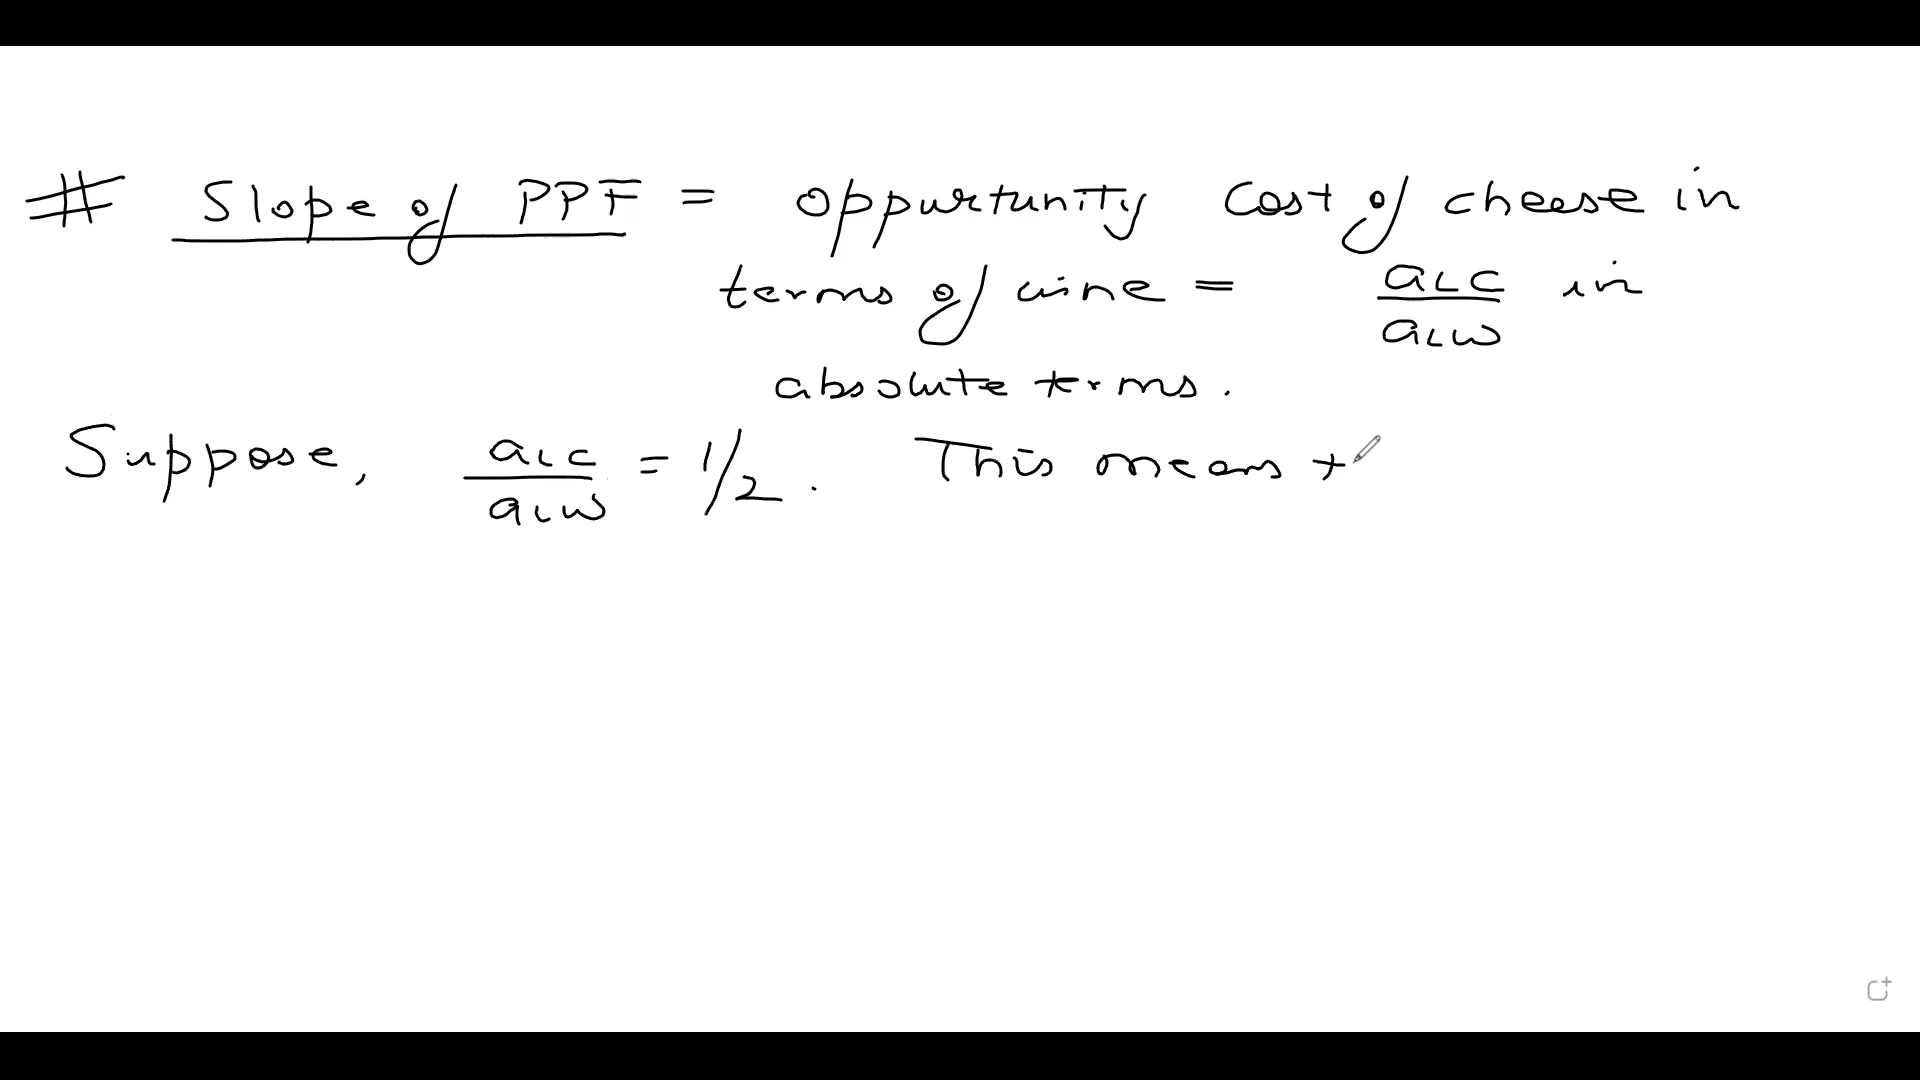 # Slope of PPF = oppurtunity cost of cheese in
terms of wine = aLC/aLW in
absolute terms.
Suppose, aLC/aLW = 1/2. This means t